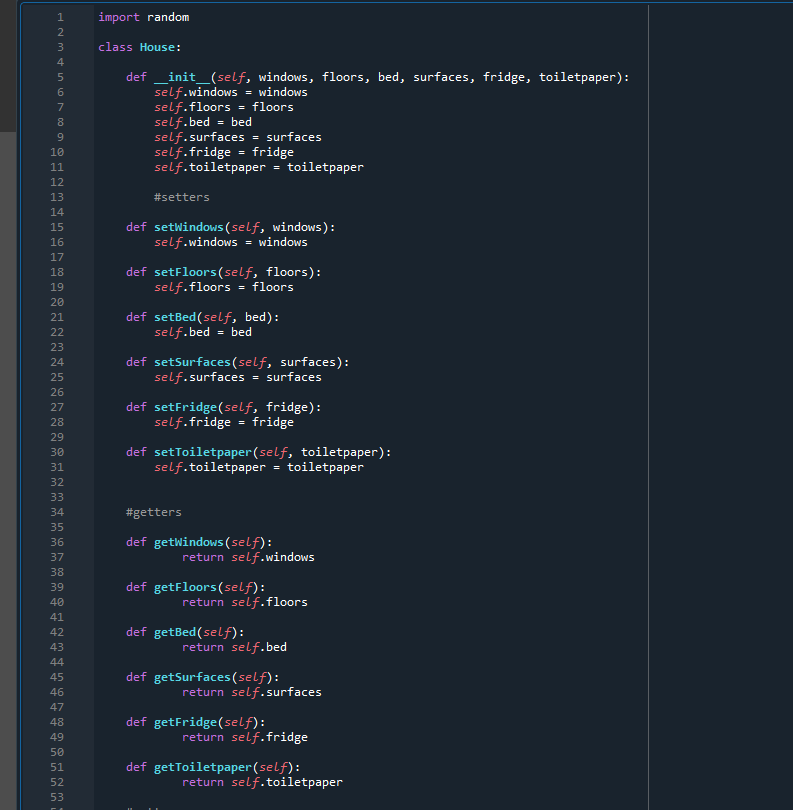 1 import random
2
3 class House:
4
5 def __init__(self, windows, floors, bed, surfaces, fridge, toiletpaper):
6 self.windows = windows
7 self.floors = floors
8 self.bed = bed
9 self.surfaces = surfaces
10 self.fridge = fridge
11 self.toiletpaper = toiletpaper
12
13 #setters
14
15 def setWindows(self, windows):
16 self.windows = windows
17
18 def setFloors(self, floors):
19 self.floors = floors
20
21 def setBed(self, bed):
22 self.bed = bed
23
24 def setSurfaces(self, surfaces):
25 self.surfaces = surfaces
26
27 def setFridge(self, fridge):
28 self.fridge = fridge
29
30 def setToiletpaper(self, toiletpaper):
31 self.toiletpaper = toiletpaper
32
33
34 #getters
35
36 def getWindows(self):
37 return self.windows
38
39 def getFloors(self):
40 return self.floors
41
42 def getBed(self):
43 return self.bed
44
45 def getSurfaces(self):
46 return self.surfaces
47
48 def getFridge(self):
49 return self.fridge
50
51 def getToiletpaper(self):
52 return self.toiletpaper
53